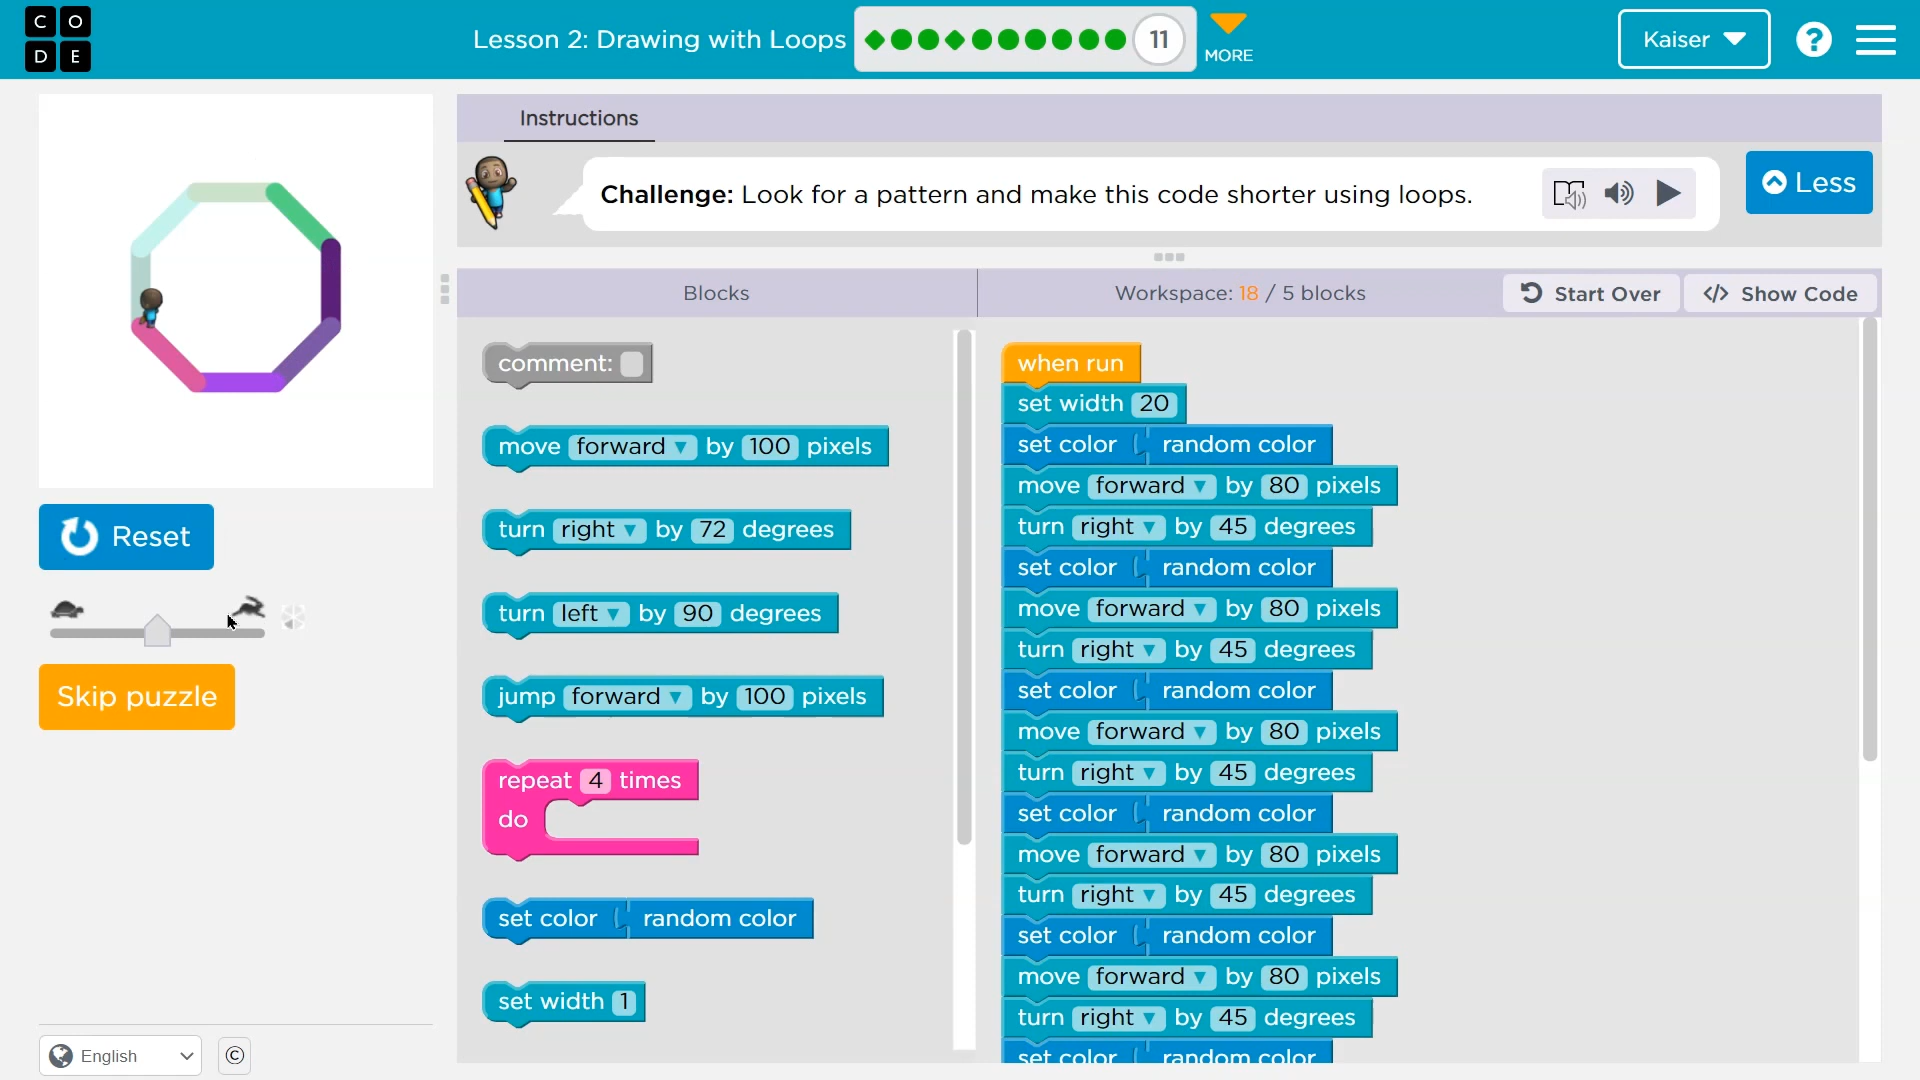 C O
D E
Lesson 2: Drawing with Loops
11
MORE
Kaiser
?
Instructions
Challenge: Look for a pattern and make this code shorter using loops.
Less
Blocks
Workspace: 18 / 5 blocks
Start Over
</> Show Code
comment:
move forward by 100 pixels
turn right by 72 degrees
turn left by 90 degrees
jump forward by 100 pixels
repeat 4 times
do
set color random color
set width 1
when run
set width 20
set color random color
move forward by 80 pixels
turn right by 45 degrees
set color random color
move forward by 80 pixels
turn right by 45 degrees
set color random color
move forward by 80 pixels
turn right by 45 degrees
set color random color
move forward by 80 pixels
turn right by 45 degrees
set color random color
move forward by 80 pixels
turn right by 45 degrees
set color random color
Reset
Skip puzzle
English
©